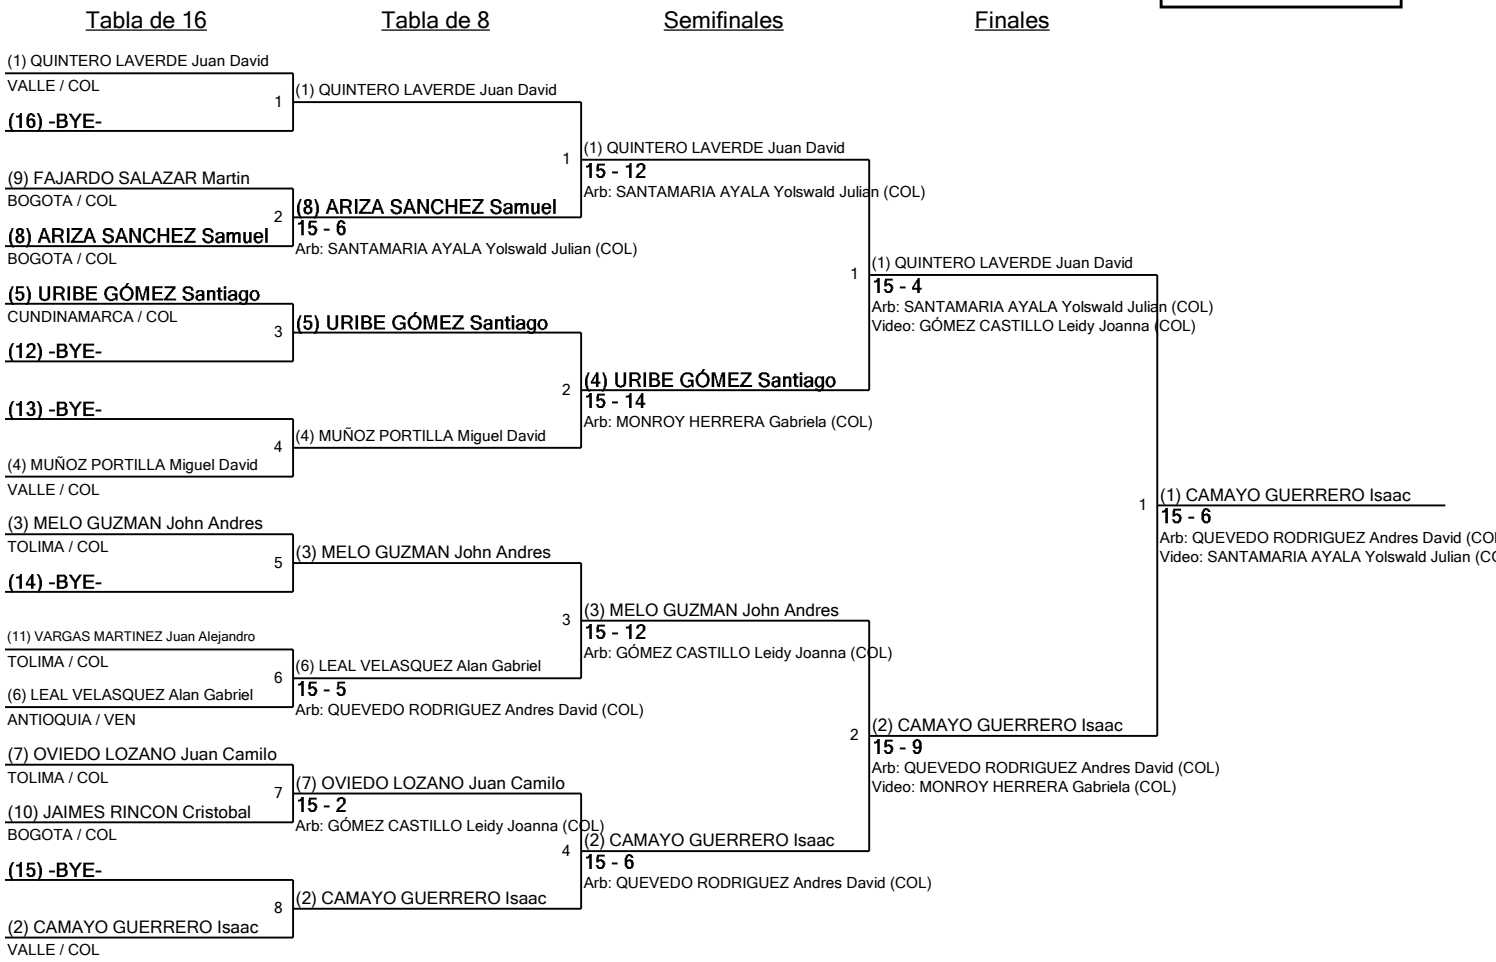 Tabla de 16
Tabla de 8
Semifinales
Finales
(1) QUINTERO LAVERDE Juan David
VALLE / COL
1
(16) -BYE-
(9) FAJARDO SALAZAR Martin
BOGOTA / COL
2
(8) ARIZA SANCHEZ Samuel
BOGOTA / COL
(5) URIBE GÓMEZ Santiago
CUNDINAMARCA / COL
3
(12) -BYE-
(13) -BYE-
4
(4) MUÑOZ PORTILLA Miguel David
VALLE / COL
(3) MELO GUZMAN John Andres
TOLIMA / COL
5
(14) -BYE-
(11) VARGAS MARTINEZ Juan Alejandro
TOLIMA / COL
6
(6) LEAL VELASQUEZ Alan Gabriel
ANTIOQUIA / VEN
(7) OVIEDO LOZANO Juan Camilo
TOLIMA / COL
7
(10) JAIMES RINCON Cristobal
BOGOTA / COL
(15) -BYE-
8
(2) CAMAYO GUERRERO Isaac
VALLE / COL
(1) QUINTERO LAVERDE Juan David
1
(8) ARIZA SANCHEZ Samuel
15 - 6
Arb: SANTAMARIA AYALA Yolswald Julian (COL)
(5) URIBE GÓMEZ Santiago
2
(4) MUÑOZ PORTILLA Miguel David
(3) MELO GUZMAN John Andres
3
(6) LEAL VELASQUEZ Alan Gabriel
15 - 5
Arb: QUEVEDO RODRIGUEZ Andres David (COL)
(7) OVIEDO LOZANO Juan Camilo
15 - 2
Arb: GÓMEZ CASTILLO Leidy Joanna (COL)
4
(2) CAMAYO GUERRERO Isaac
(1) QUINTERO LAVERDE Juan David
15 - 12
Arb: SANTAMARIA AYALA Yolswald Julian (COL)
1
(4) URIBE GÓMEZ Santiago
15 - 14
Arb: MONROY HERRERA Gabriela (COL)
(3) MELO GUZMAN John Andres
15 - 12
Arb: GÓMEZ CASTILLO Leidy Joanna (COL)
2
(2) CAMAYO GUERRERO Isaac
15 - 6
Arb: QUEVEDO RODRIGUEZ Andres David (COL)
(1) QUINTERO LAVERDE Juan David
15 - 4
Arb: SANTAMARIA AYALA Yolswald Julian (COL)
Video: GÓMEZ CASTILLO Leidy Joanna (COL)
1
(2) CAMAYO GUERRERO Isaac
15 - 9
Arb: QUEVEDO RODRIGUEZ Andres David (COL)
Video: MONROY HERRERA Gabriela (COL)
(1) CAMAYO GUERRERO Isaac
15 - 6
Arb: QUEVEDO RODRIGUEZ Andres David (CO
Video: SANTAMARIA AYALA Yolswald Julian (C